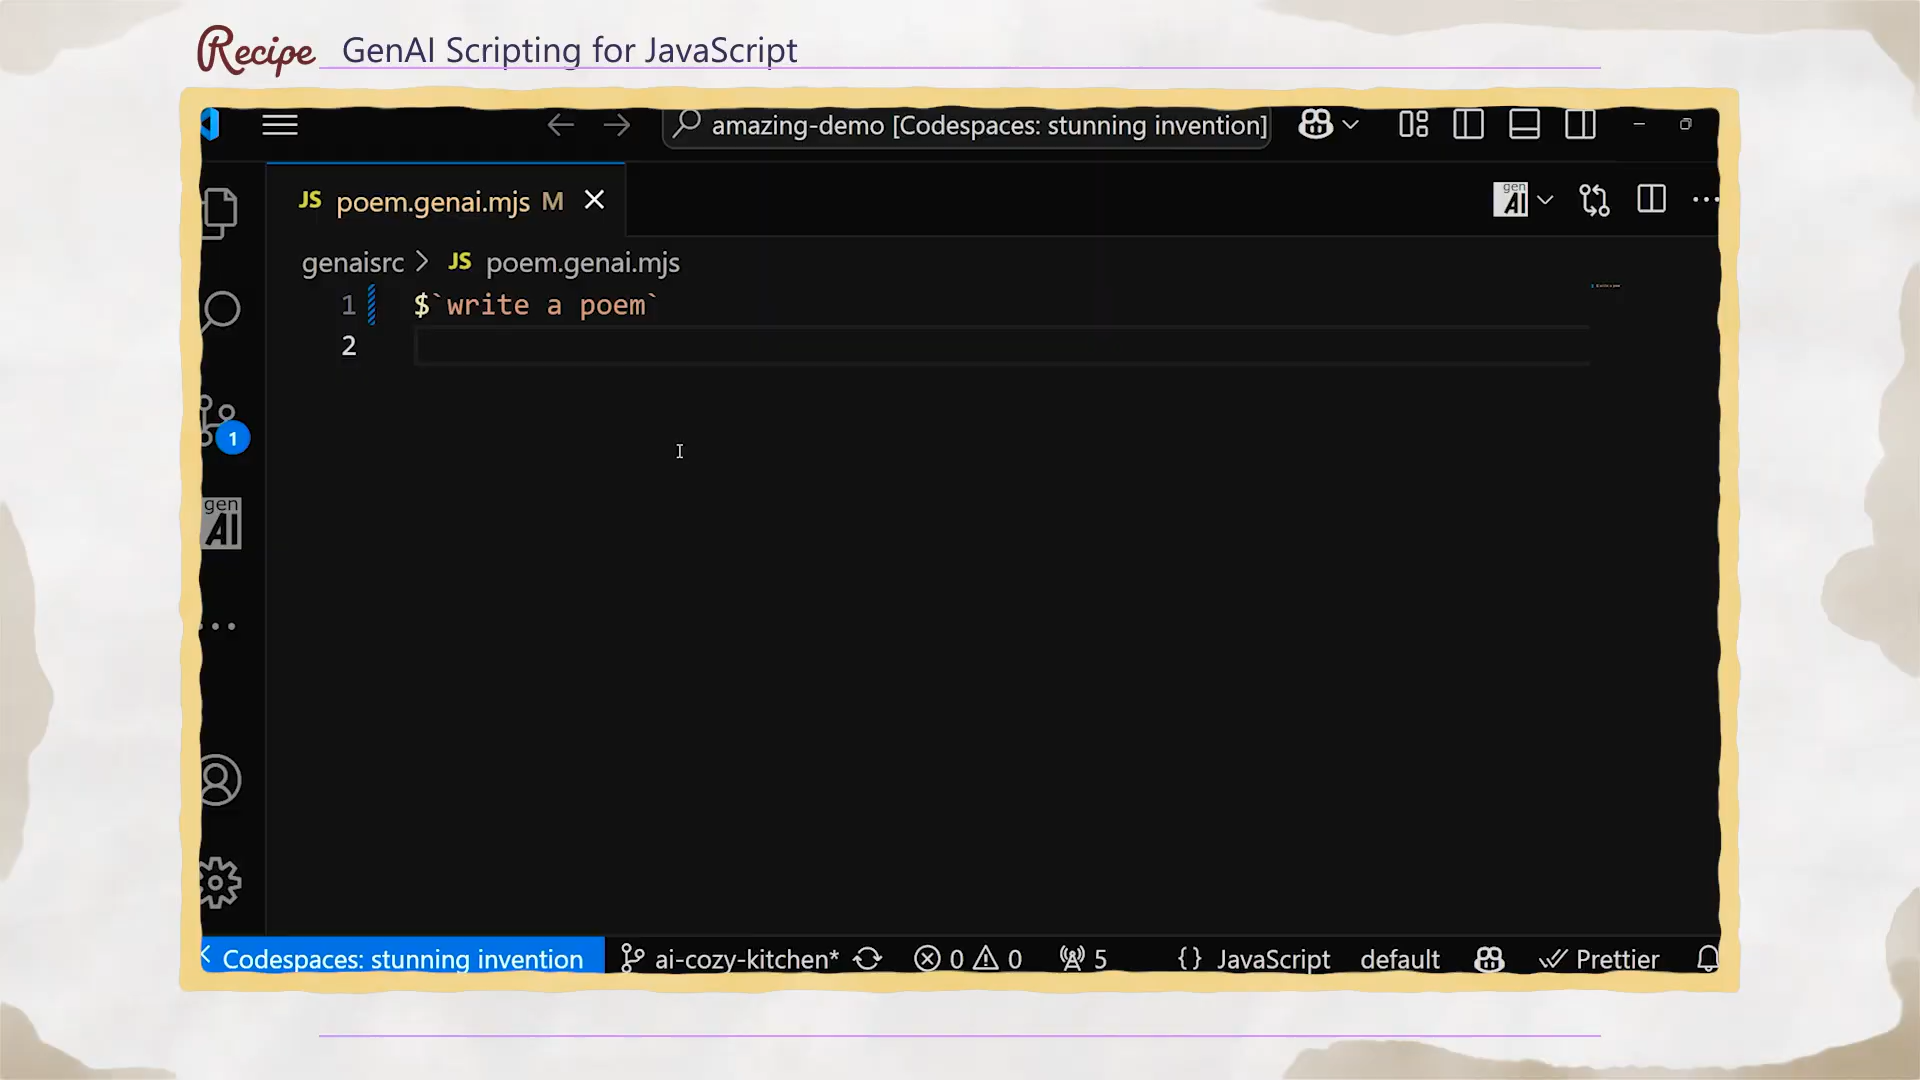 Recipe GenAI Scripting for JavaScript
amazing-demo [Codespaces: stunning invention]
JS poem.genai.mjs M
gen AI
genaisrc > JS poem.genai.mjs
1 $`write a poem`
2
1
gen AI
Codespaces: stunning invention ai-cozy-kitchen* 0 0 5 {} JavaScript default Prettier